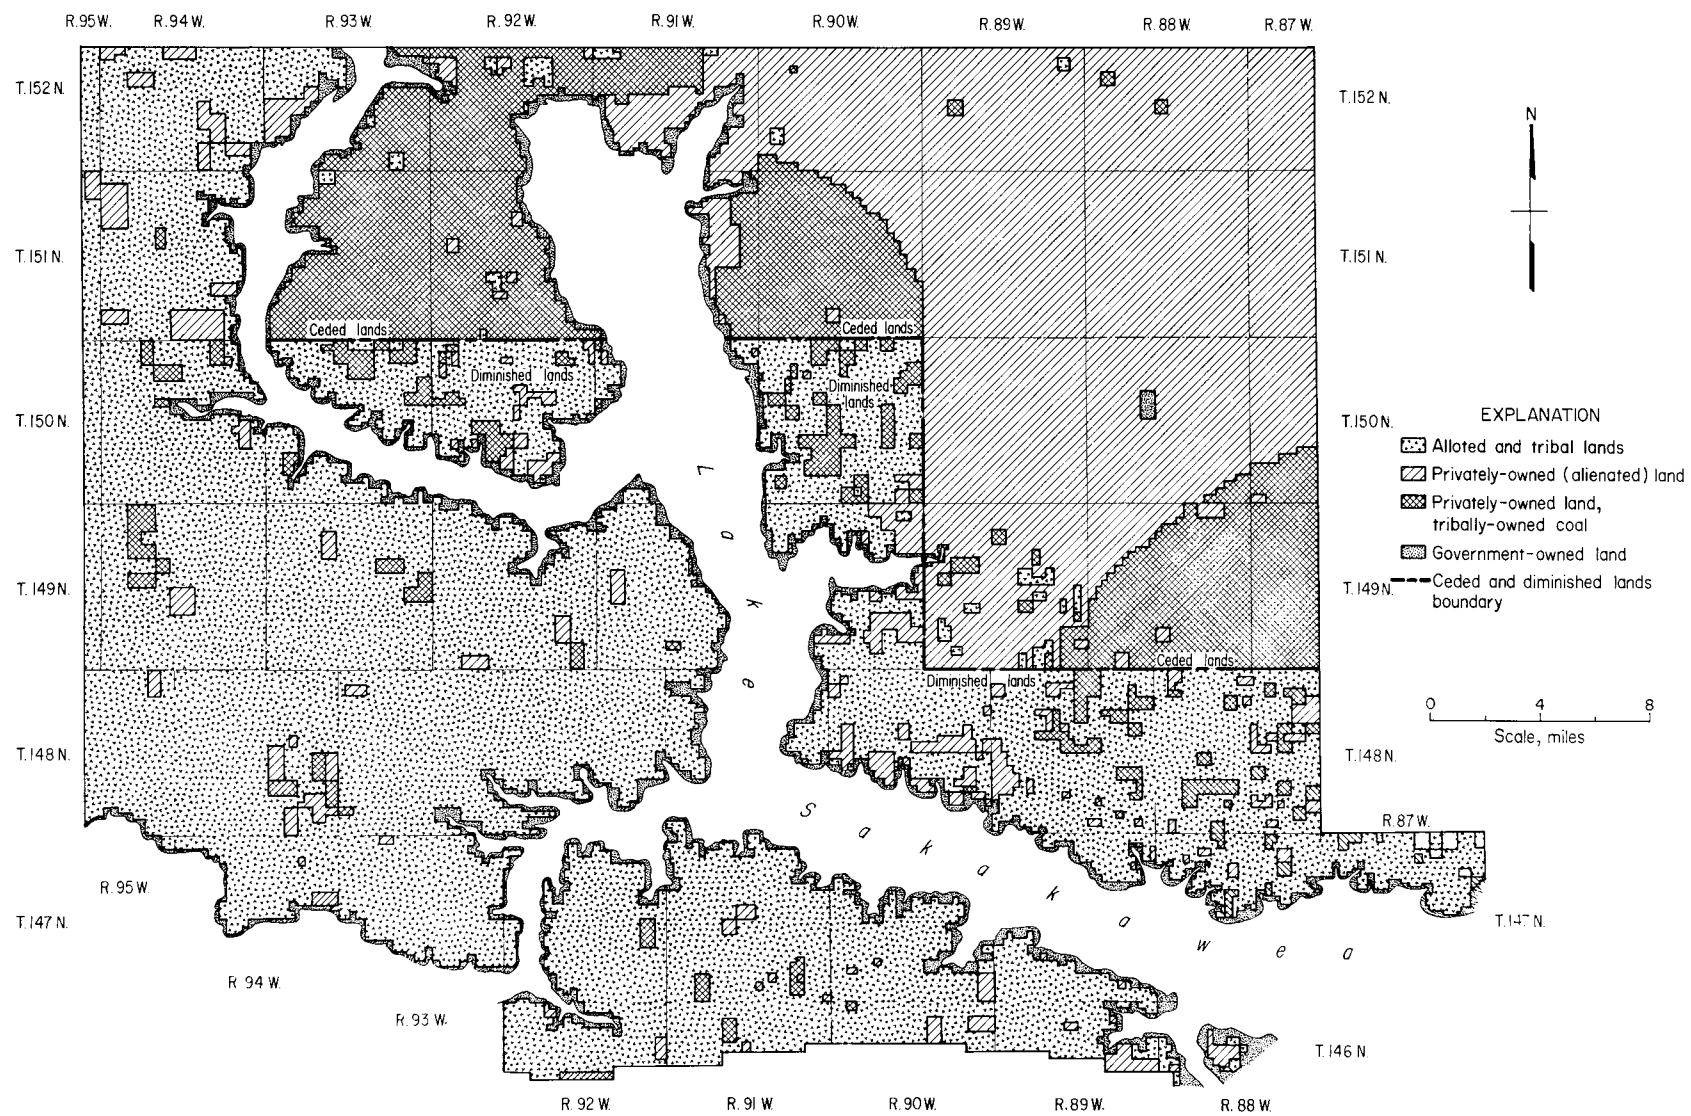 R.95W. R.94W. R.93W. R.92W. R.91W. R.90W. R.89W. R.88W. R.87W.
T.152N. T.152N.
N
T.151N. T.151N.
Ceded lands Ceded lands
Diminished lands
Diminished
lands
T.150N. T.150N.
EXPLANATION
Alloted and tribal lands
Privately-owned (alienated) land
Privately-owned land,
tribally-owned coal
Government-owned land
Ceded and diminished lands
boundary
T.149N. T.149N.
Ceded lands
Diminished lands
0 4 8
Scale, miles
T.148N. T.148N.
Lake Sakakawea
R.87W.
R.95W.
T.147N. T.147N.
R.94W.
R.93W.
T.146N.
R.92W. R.91W. R.90W. R.89W. R.88W.